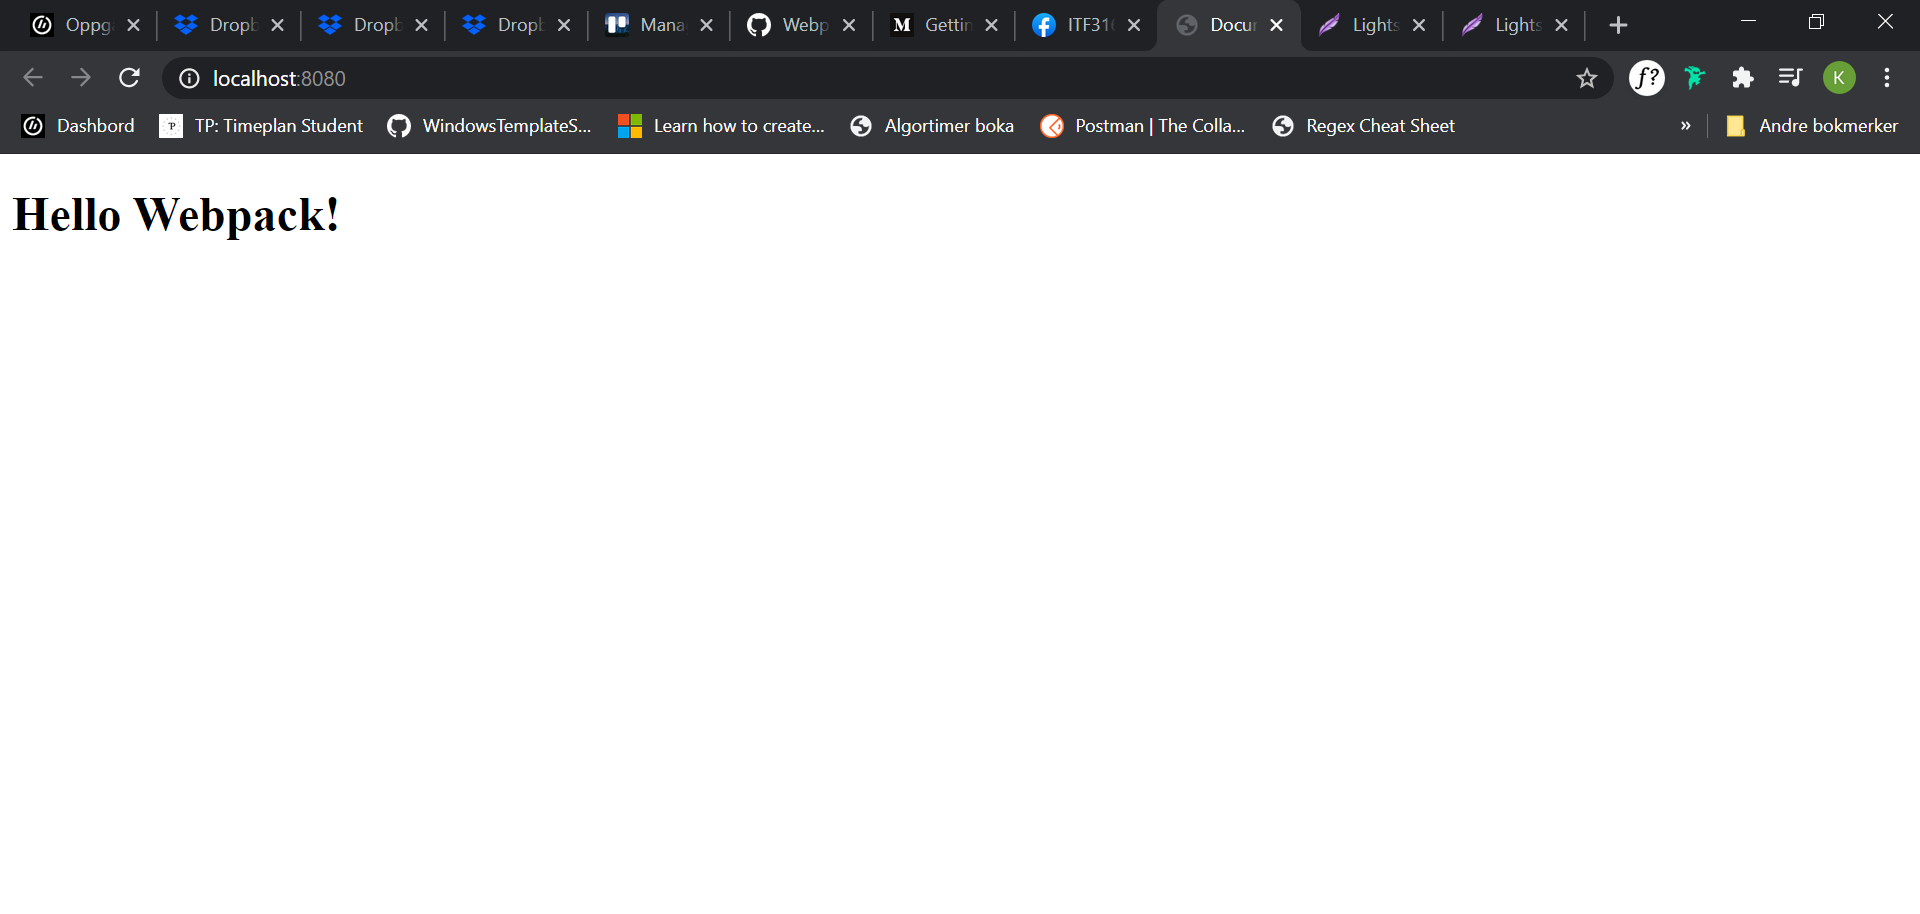 Oppg Dropb Dropb Dropb Mana Webp M Gettin ITF31 Docu Lights Lights
localhost:8080 f? K
Dashbord TP: Timeplan Student WindowsTemplateS... Learn how to create... Algortimer boka Postman | The Colla... Regex Cheat Sheet » Andre bokmerker
Hello Webpack!